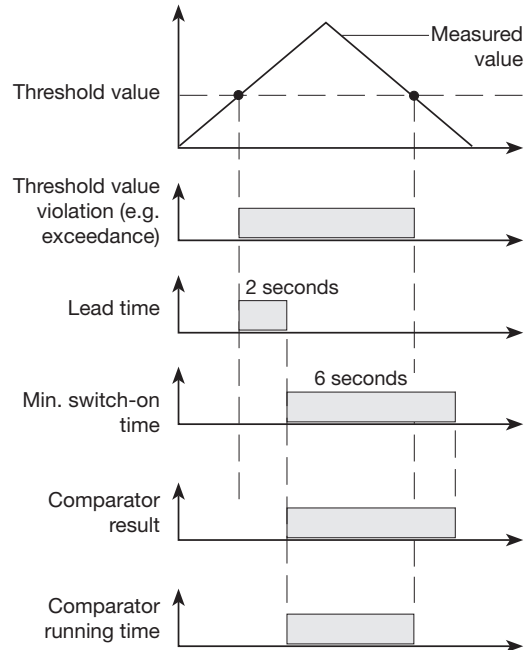 Measured
value
Threshold value
Threshold value
violation (e.g.
exceedance)
2 seconds
Lead time
6 seconds
Min. switch-on
time
Comparator
result
Comparator
running time